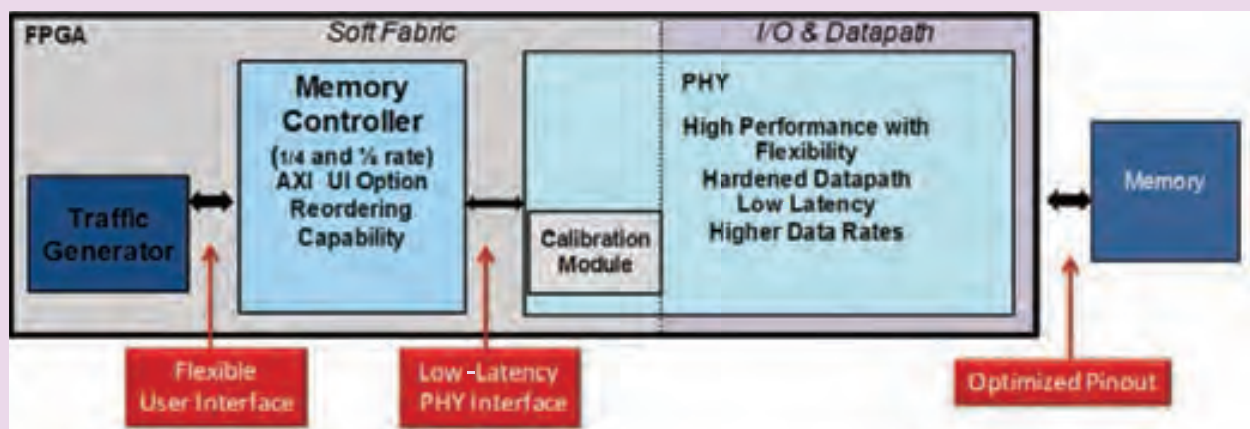 FPGA
Soft Fabric
I/O & Datapath
Memory
Controller
(1/4 and ½ rate)
AXI UI Option
Reordering
Capability
Traffic
Generator
Calibration
Module
PHY
High Performance with
Flexibility
Hardened Datapath
Low Latency
Higher Data Rates
Memory
Flexible
User Interface
Low-Latency
PHY Interface
Optimized Pinout